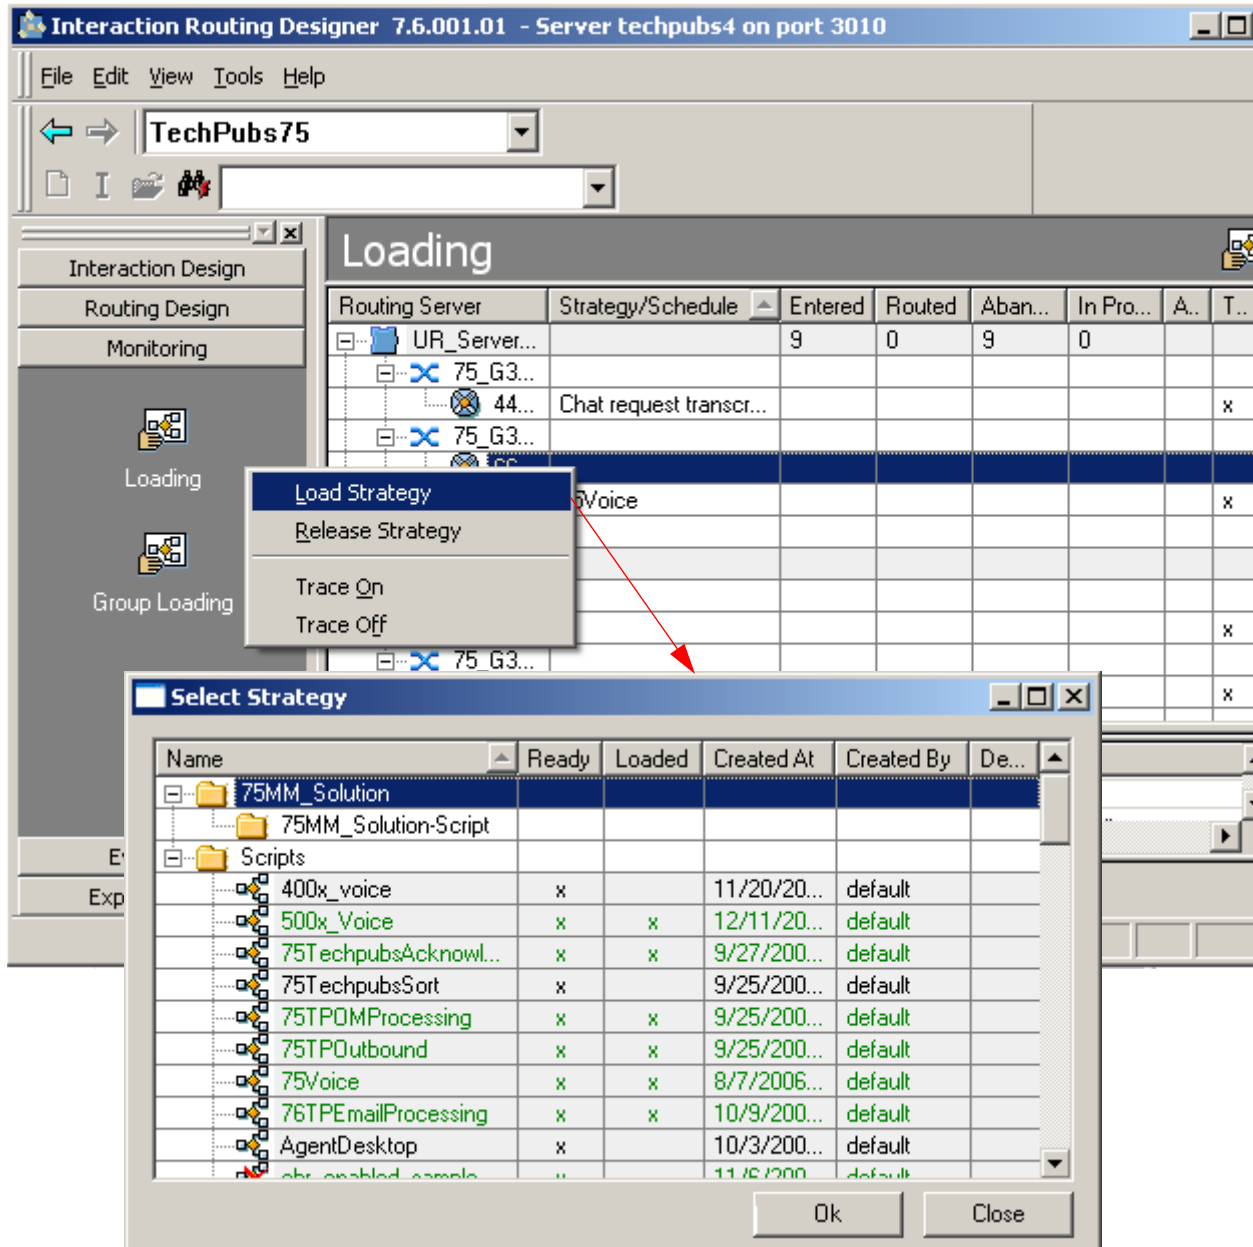 Interaction Routing Designer 7.6.001.01 - Server techpubs4 on port 3010
File Edit View Tools Help
TechPubs75
Interaction Design
Routing Design
Monitoring
Loading
Group Loading
Loading
Routing Server Strategy/Schedule Entered Routed Aban... In Pro... A.. T..
UR_Server... 9 0 9 0
75_G3...
44... Chat request transcr... x
75_G3...
Load Strategy
Release Strategy
Trace On
Trace Off
5Voice x
x
75_G3...
x
Select Strategy
Name Ready Loaded Created At Created By De...
75MM_Solution
75MM_Solution-Script
Scripts
400x_voice x 11/20/20... default
500x_Voice x x 12/11/20... default
75TechpubsAcknowl... x x 9/27/200... default
75TechpubsSort x 9/25/200... default
75TPOMProcessing x x 9/25/200... default
75TPOutbound x x 9/25/200... default
75Voice x x 8/7/2006... default
76TPEmailProcessing x x 10/9/200... default
AgentDesktop x 10/3/200... default
11/6/200... default
Ok Close
Exp